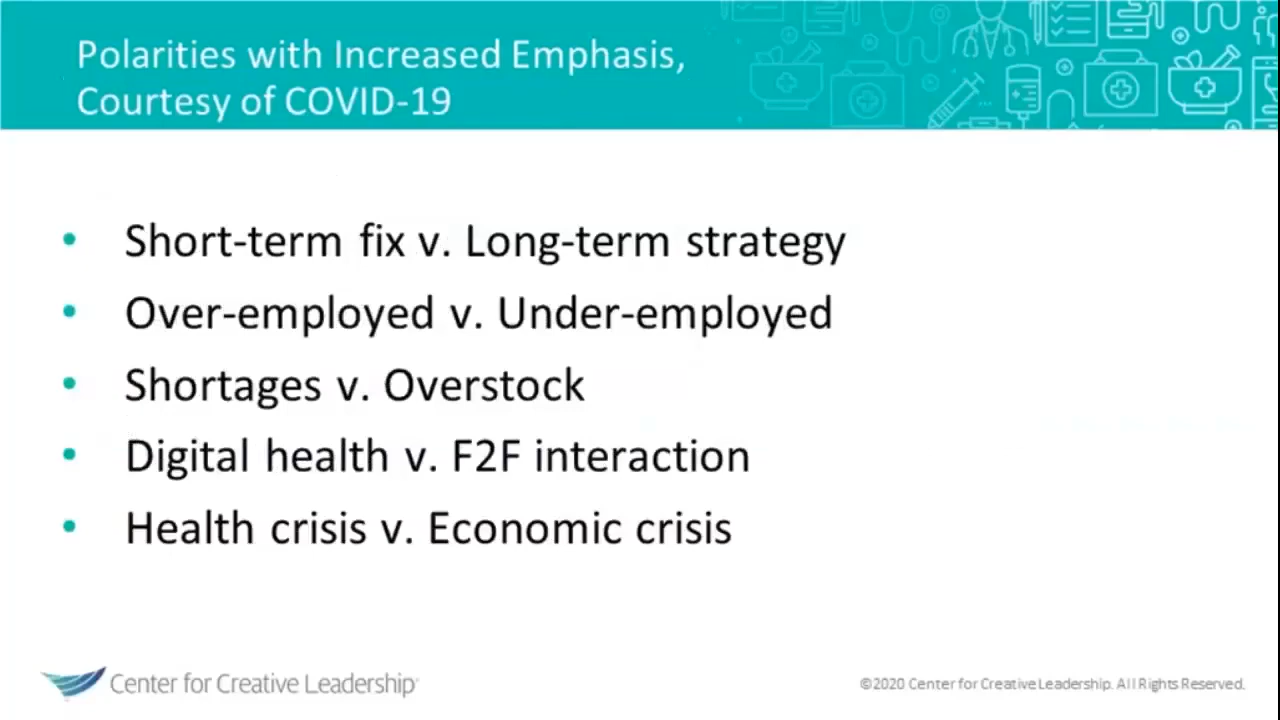 Polarities with Increased Emphasis,
Courtesy of COVID-19
• Short-term fix v. Long-term strategy
• Over-employed v. Under-employed
• Shortages v. Overstock
• Digital health v. F2F interaction
• Health crisis v. Economic crisis
Center for Creative Leadership
©2020 Center for Creative Leadership. All Rights Reserved.